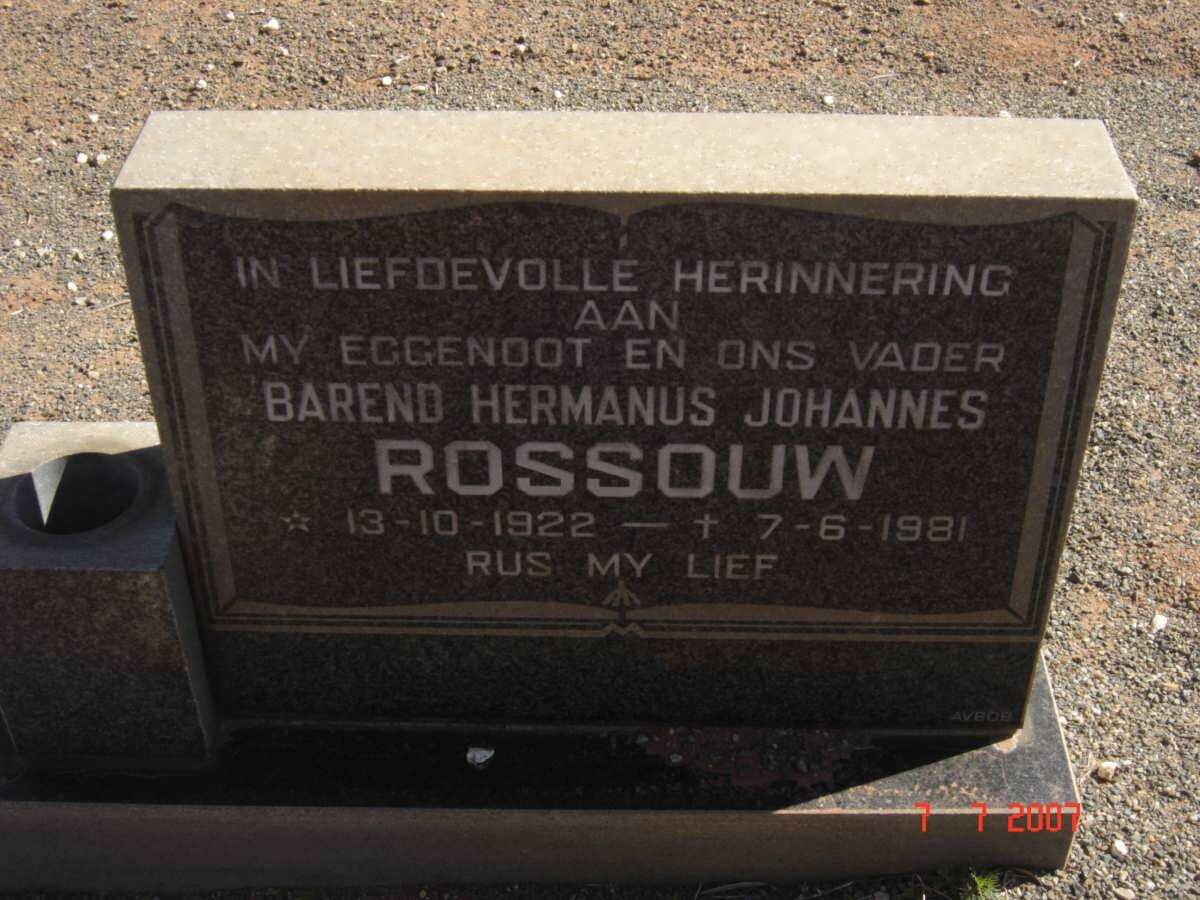 IN LIEFDEVOLLE HERINNERING
AAN
MY EGGENOOT EN ONS VADER
BAREND HERMANUS JOHANNES
ROSSOUW
☆ 13-10-1922 — † 7-6-1981
RUS MY LIEF
AVBOB
7 7 2007